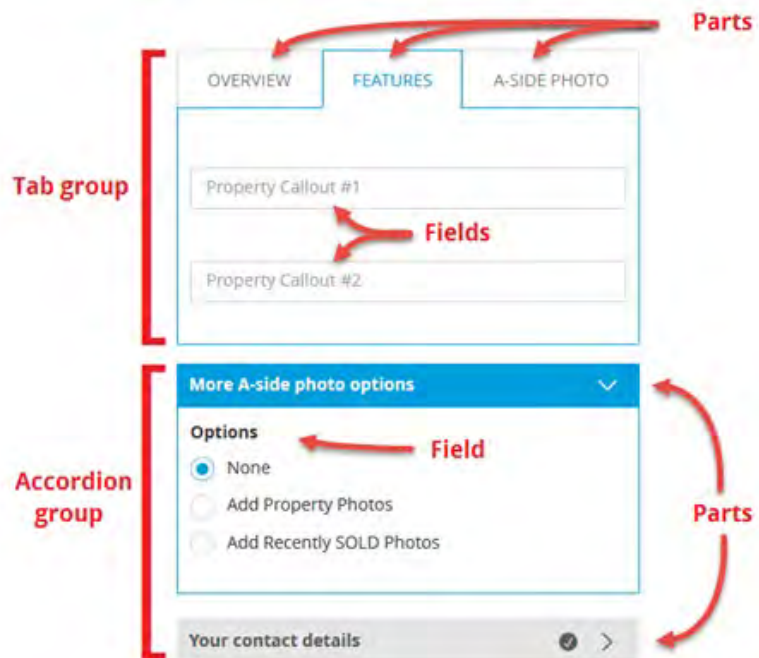 Parts
OVERVIEW FEATURES A-SIDE PHOTO
Tab group
Property Callout #1
Fields
Property Callout #2
More A-side photo options
Options
Field
None
Accordion
group
Add Property Photos
Parts
Add Recently SOLD Photos
Your contact details